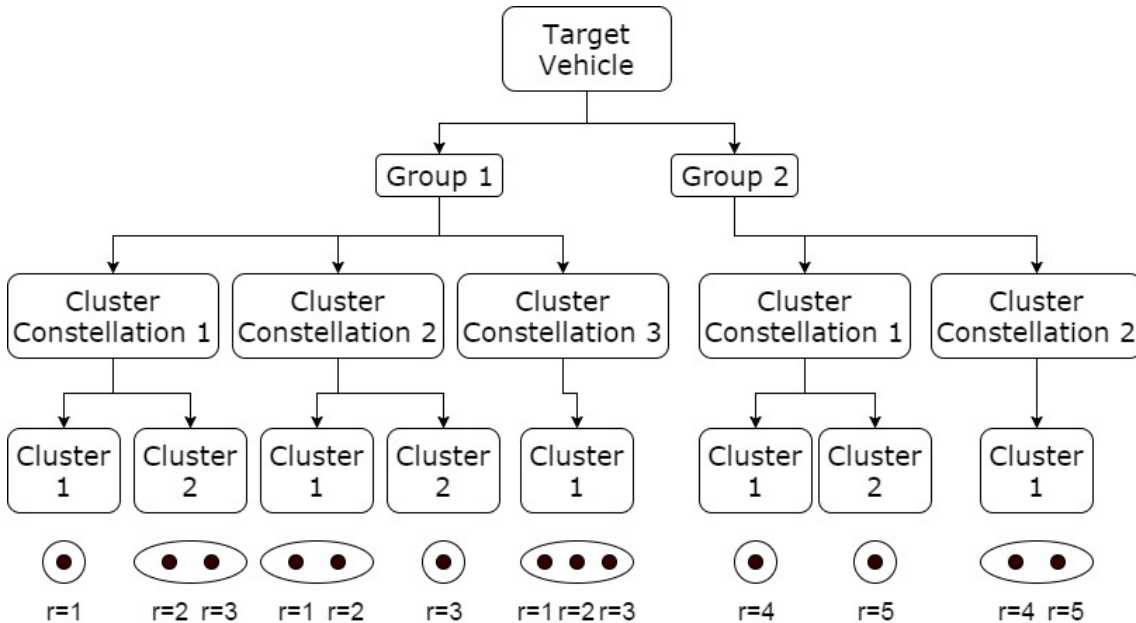 Target
Vehicle
Group 1
Group 2
Cluster
Constellation 1
Cluster
Constellation 2
Cluster
Constellation 3
Cluster
Constellation 1
Cluster
Constellation 2
Cluster
1
Cluster
2
Cluster
1
Cluster
2
Cluster
1
Cluster
1
Cluster
2
Cluster
1
r=1
r=2 r=3
r=1 r=2
r=3
r=1 r=2 r=3
r=4
r=5
r=4 r=5